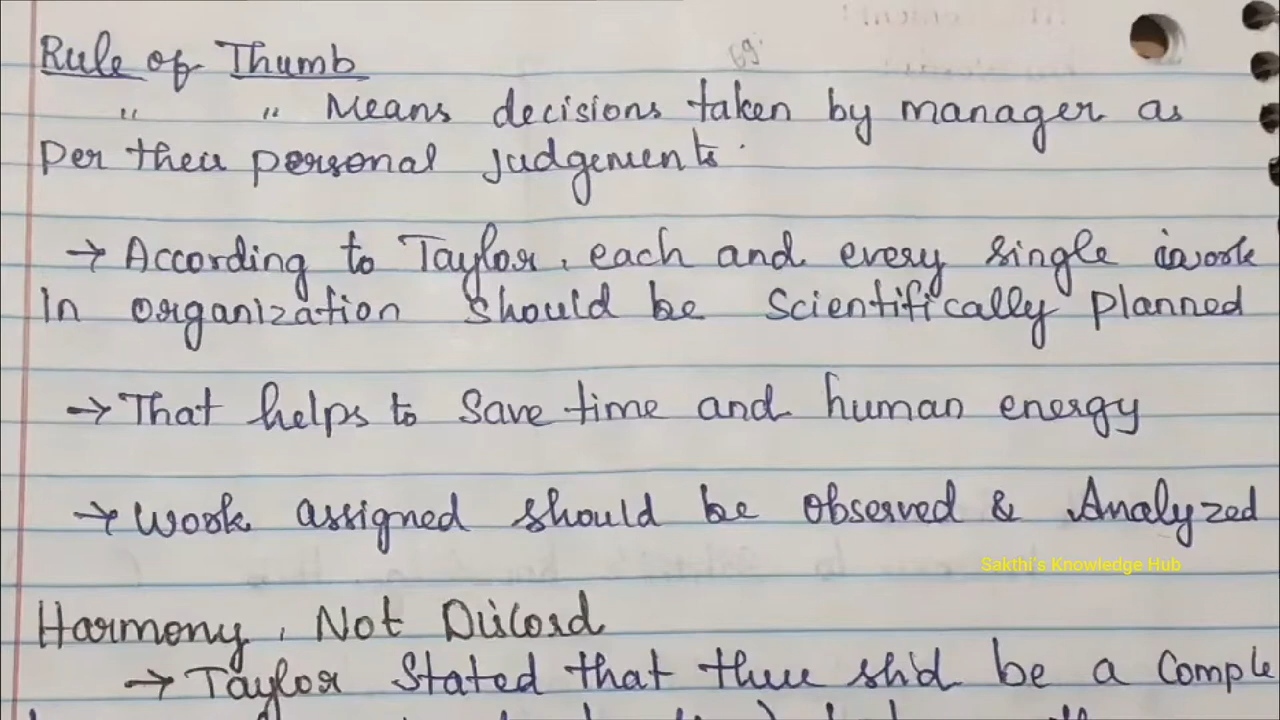 Rule of Thumb
" " Means decisions taken by manager as
Per their personal judgements.
→ According to Taylor, each and every single work
In organization should be Scientifically planned
→ That helps to Save time and human energy
→ Work assigned should be observed & Analyzed
Sakthi's Knowledge Hub
Harmony, Not Discord
→ Taylor Stated that there sh'd be a Comple